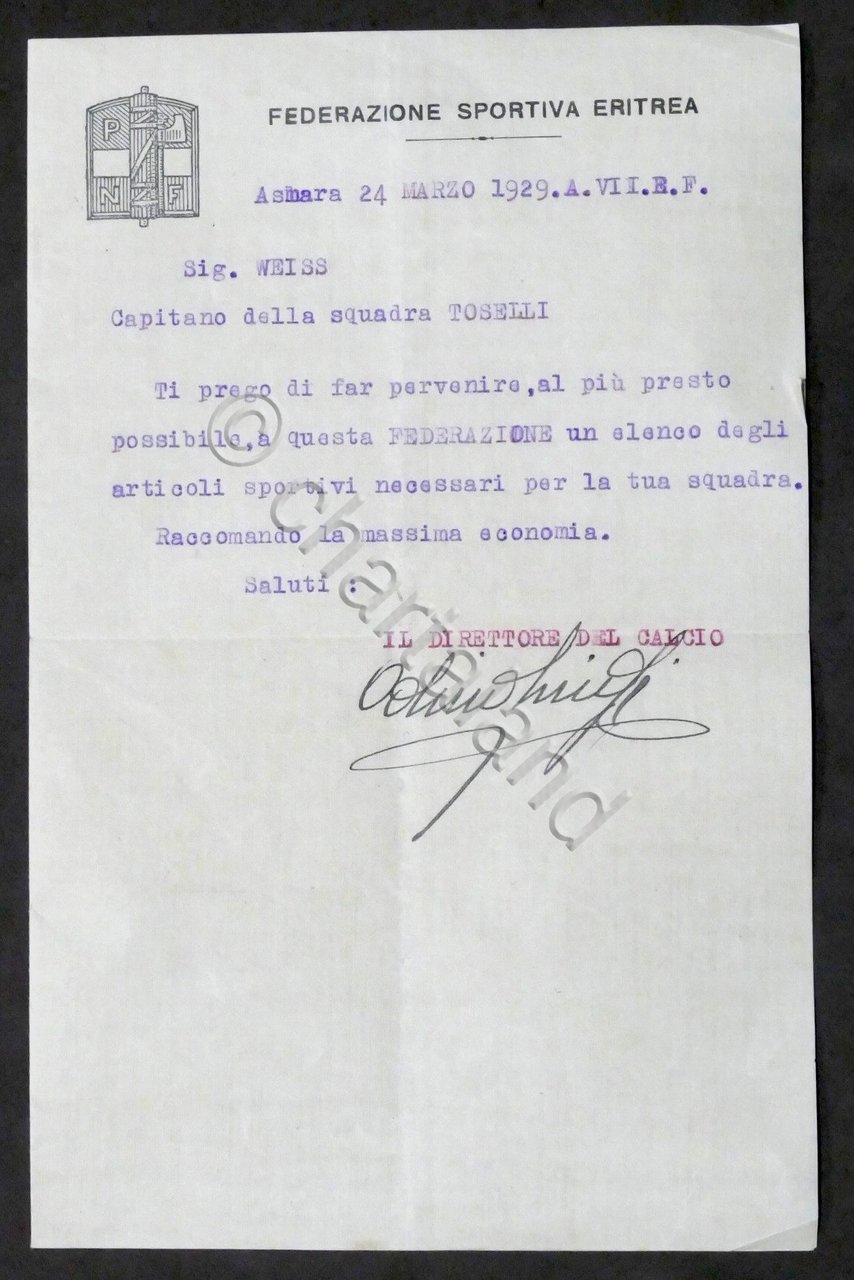 P N F
FEDERAZIONE SPORTIVA ERITREA
Asmara 24 MARZO 1929.A.VII.E.F.
Sig. WEISS
Capitano della squadra TOSELLI
Ti prego di far pervenire,al più presto
possibile,a questa FEDERAZIONE un elenco degli
articoli sportivi necessari per la tua squadra.
Raccomando la massima economia.
Saluti :
IL DIRETTORE DEL CALCIO
© chartaland